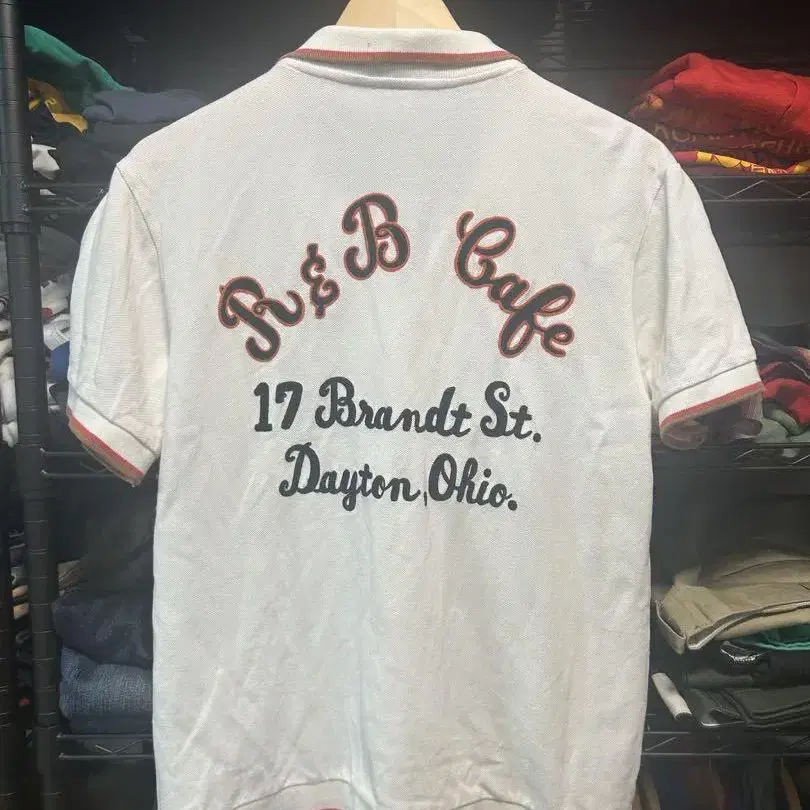 R & B Cafe
17 Brandt St.
Dayton, Ohio.